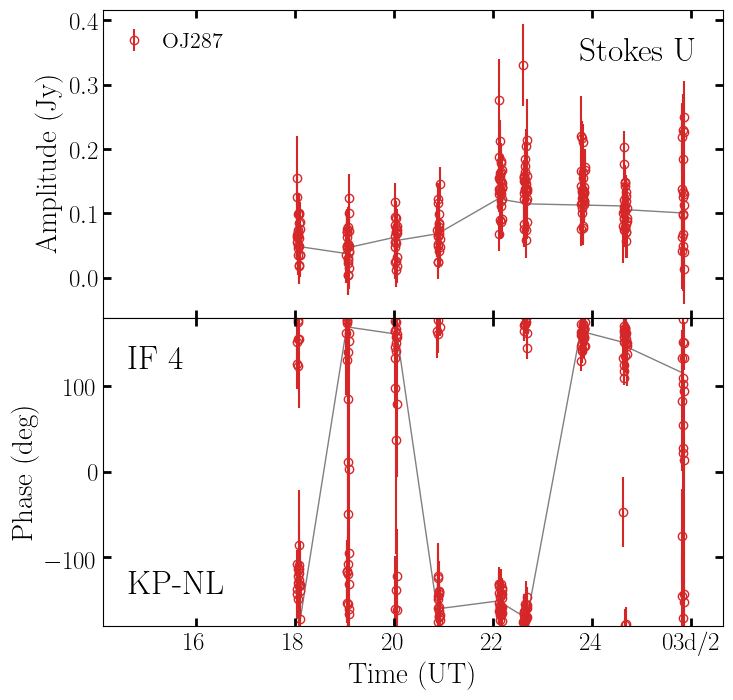 0.4
0.3
0.2
0.1
0.0
Amplitude (Jy)
OJ287
Stokes U
100
0
−100
Phase (deg)
IF 4
KP-NL
16 18 20 22 24 03d/2
Time (UT)